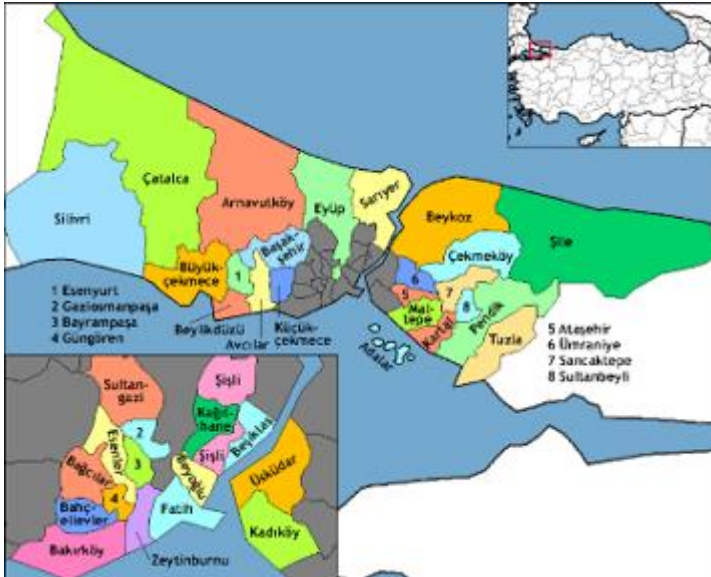 Çatalca
Silivri
Arnavutköy
Eyüp
Sarıyer
Başak-
şehir
Büyük-
çekmece
1
Beylikdüzü
Avcılar
Küçük-
çekmece
1 Esenyurt
2 Gaziosmanpaşa
3 Bayrampaşa
4 Güngören
Beykoz
Şile
Çekmeköy
6
5
7
8
Mal-
tepe
Kartal
Pendik
Tuzla
Adalar
5 Ataşehir
6 Ümraniye
7 Sancaktepe
8 Sultanbeyli
Sultan-
gazi
Şişli
Kağıt-
hane
2
Esenler
3
Bağcılar
Şişli
Beşiktaş
Beyoğlu
4
Bahç-
elievler
Fatih
Üsküdar
Kadıköy
Bakırköy
Zeytinburnu